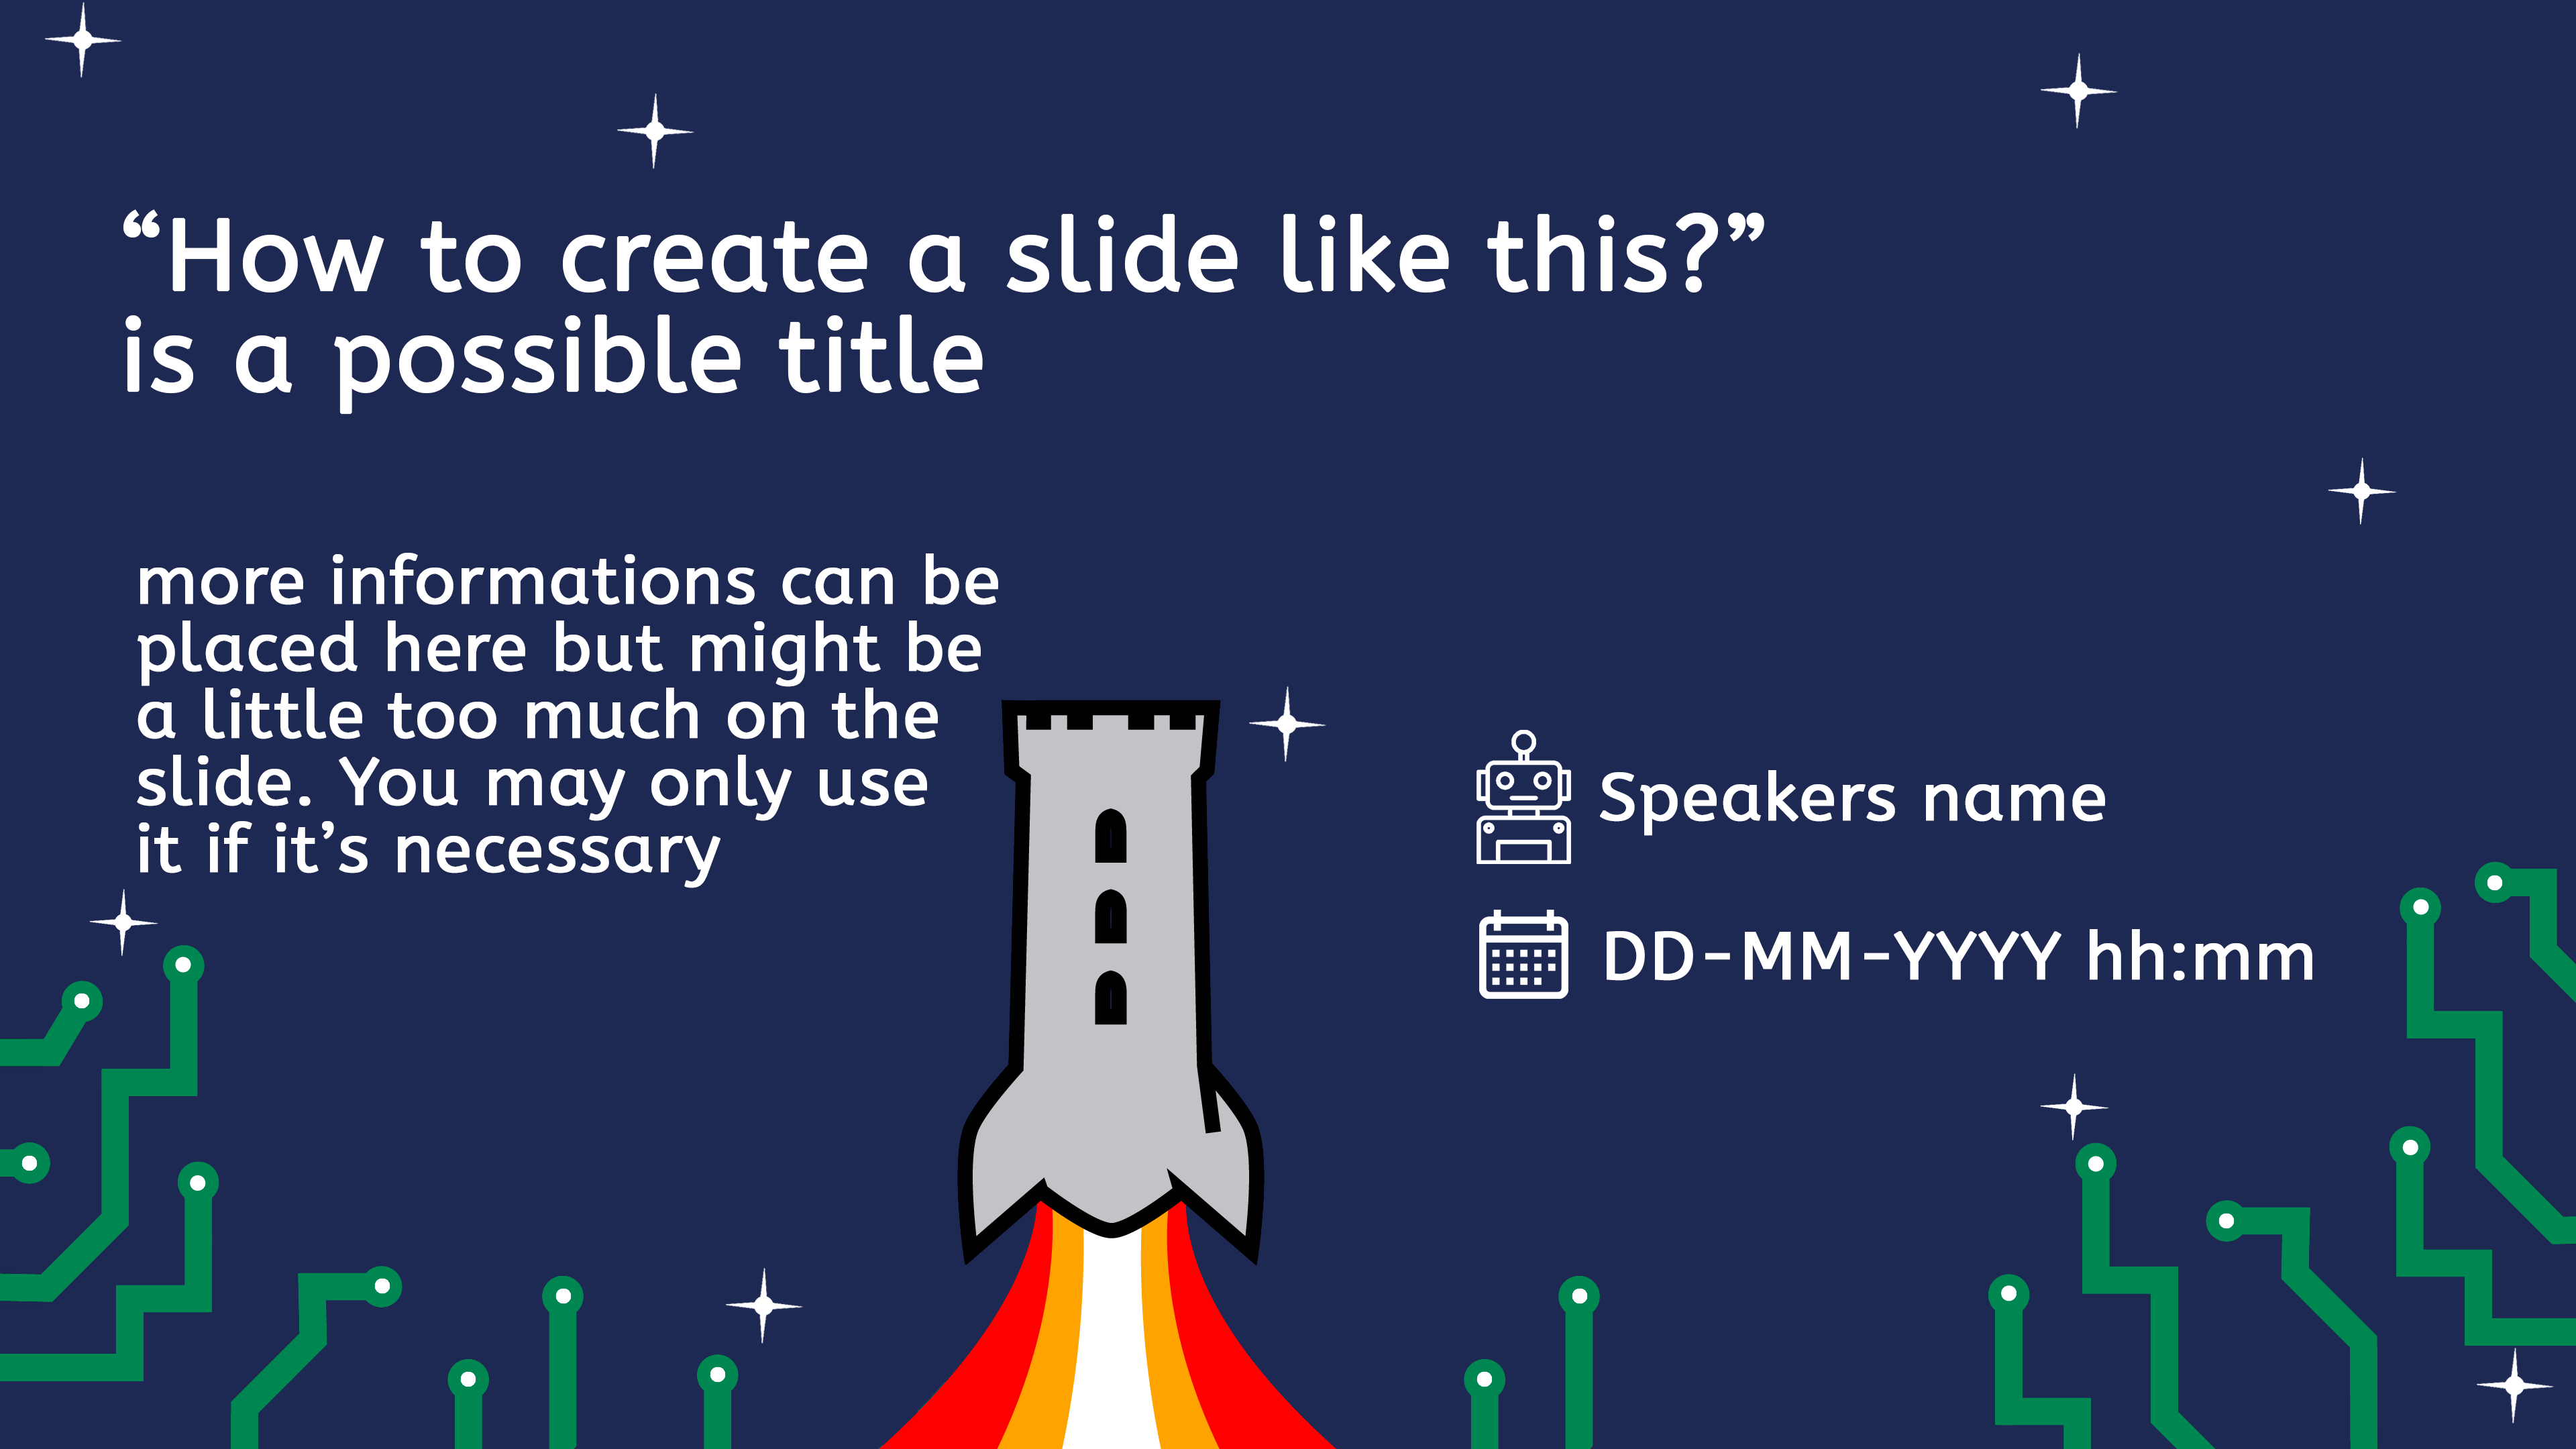 “How to create a slide like this?”
is a possible title
more informations can be
placed here but might be
a little too much on the
slide. You may only use
it if it’s necessary
Speakers name
DD-MM-YYYY hh:mm